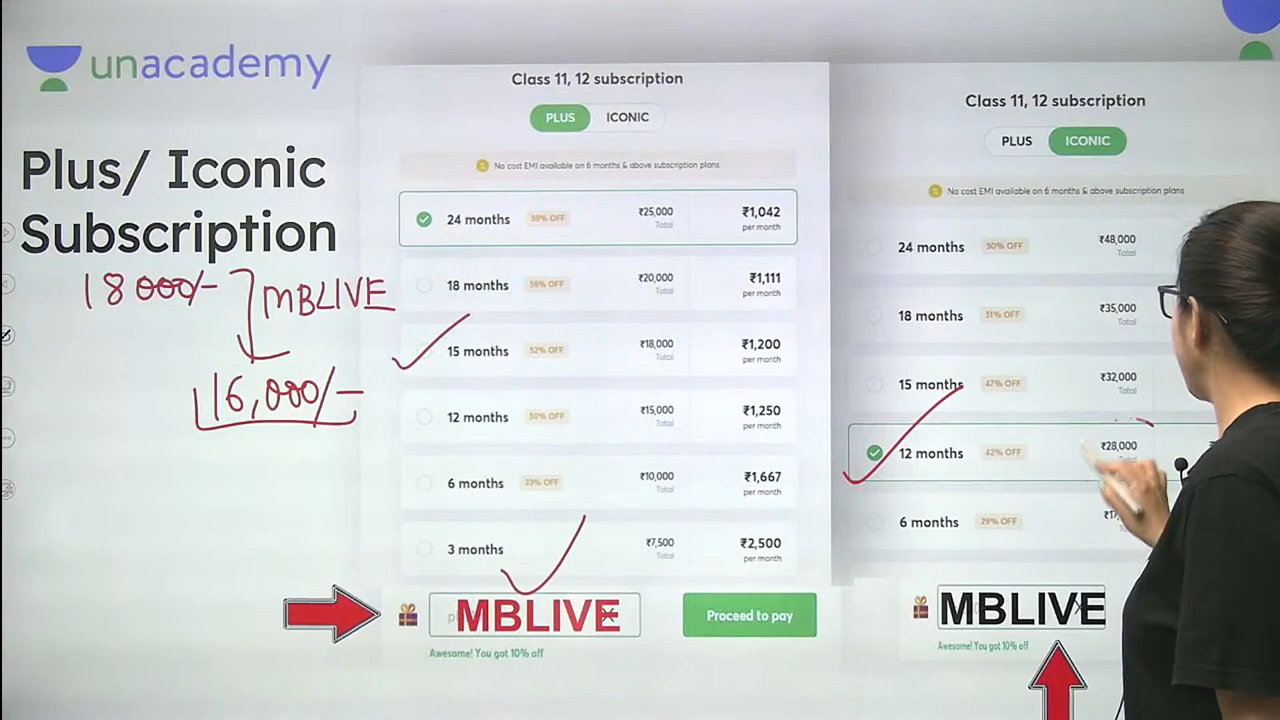 unacademy
Plus/ Iconic
Subscription
18000/-
MBLIVE
16,000/-
Class 11, 12 subscription
PLUS ICONIC
No cost EMI available on 6 months & above subscription plans
24 months 58% OFF ₹25,000 Total ₹1,042 per month
18 months 56% OFF ₹20,000 Total ₹1,111 per month
15 months 52% OFF ₹18,000 Total ₹1,200 per month
12 months 50% OFF ₹15,000 Total ₹1,250 per month
6 months 33% OFF ₹10,000 Total ₹1,667 per month
3 months ₹7,500 Total ₹2,500 per month
MBLIVE
Proceed to pay
Awesome! You got 10% off
Class 11, 12 subscription
PLUS ICONIC
No cost EMI available on 6 months & above subscription plans
24 months 50% OFF ₹48,000 Total
18 months 51% OFF ₹35,000 Total
15 months 47% OFF ₹32,000 Total
12 months 42% OFF ₹28,000 Total
6 months 29% OFF
MBLIVE
Awesome! You got 10% off